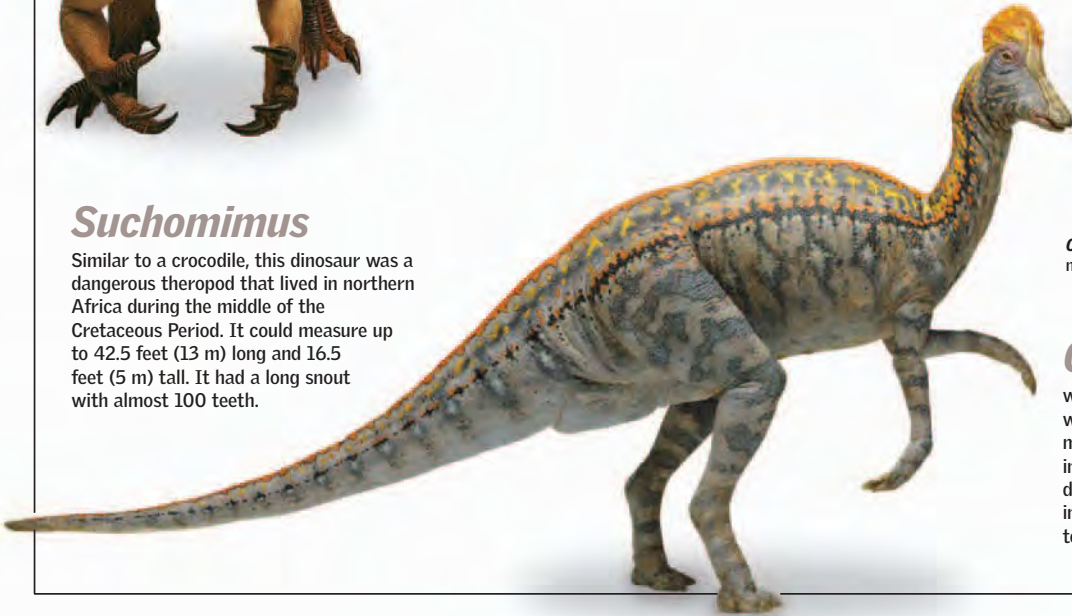 Suchomimus
Similar to a crocodile, this dinosaur was a
dangerous theropod that lived in northern
Africa during the middle of the
Cretaceous Period. It could measure up
to 42.5 feet (13 m) long and 16.5
feet (5 m) tall. It had a long snout
with almost 100 teeth.